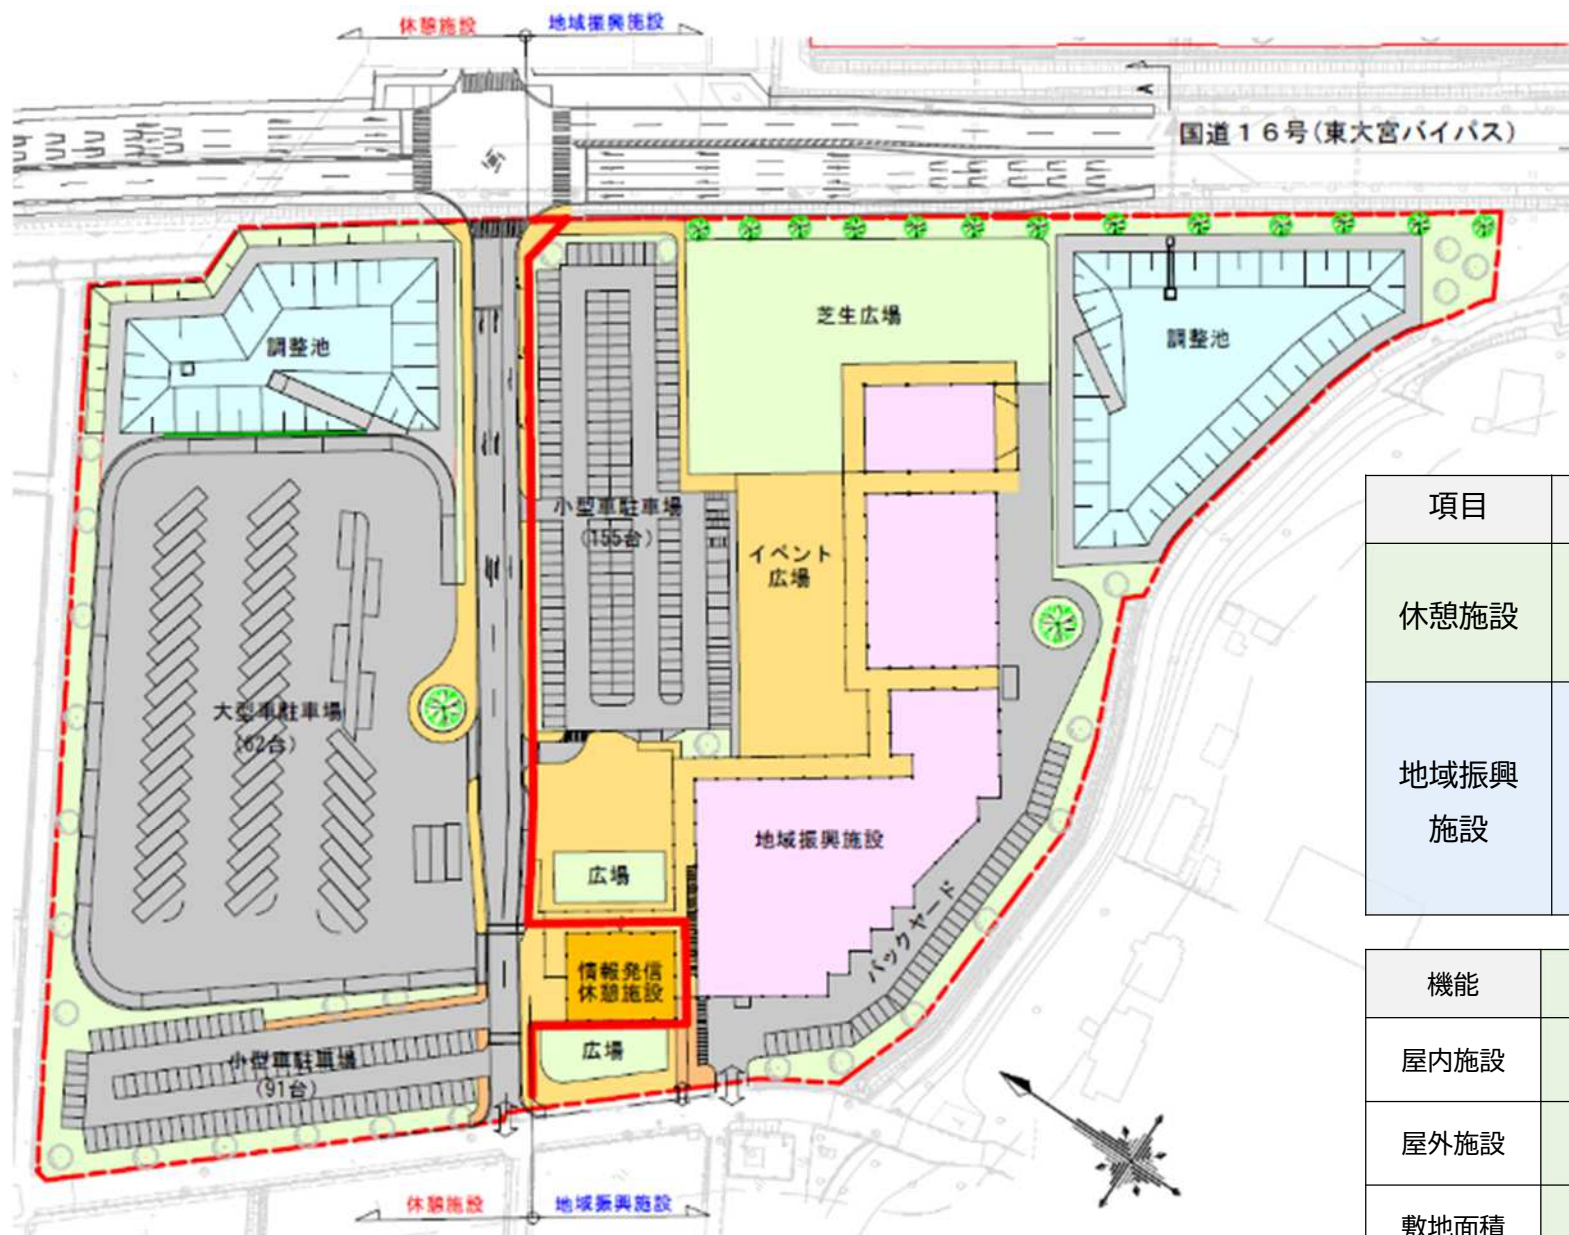 休憩施設
地域振興施設
A
国道16号(東大宮バイパス)
調整池
芝生広場
調整池
小型車駐車場
(155台)
イベント
広場
大型車駐車場
(62台)
地域振興施設
広場
バックヤード
情報発信
休憩施設
小型車駐車場
(91台)
広場
休憩施設
地域振興施設
項目
休憩施設
地域振興
施設
機能
屋内施設
屋外施設
敷地面積